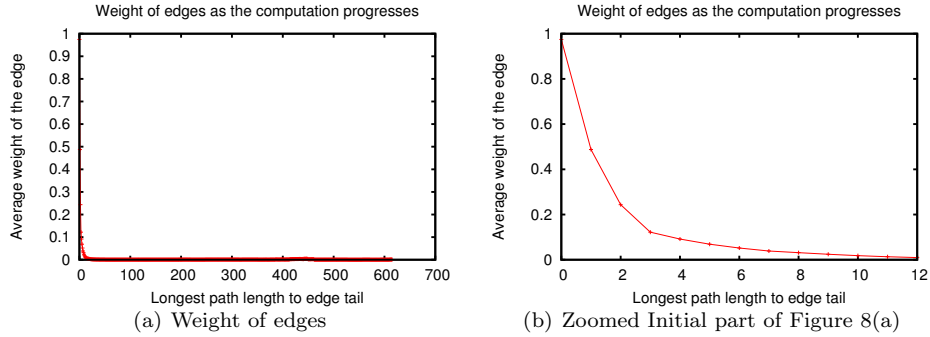 Weight of edges as the computation progresses
Average weight of the edge
1
0.9
0.8
0.7
0.6
0.5
0.4
0.3
0.2
0.1
0
0 100 200 300 400 500 600 700
Longest path length to edge tail
(a) Weight of edges
Weight of edges as the computation progresses
Average weight of the edge
1
0.8
0.6
0.4
0.2
0
0 2 4 6 8 10 12
Longest path length to edge tail
(b) Zoomed Initial part of Figure 8(a)